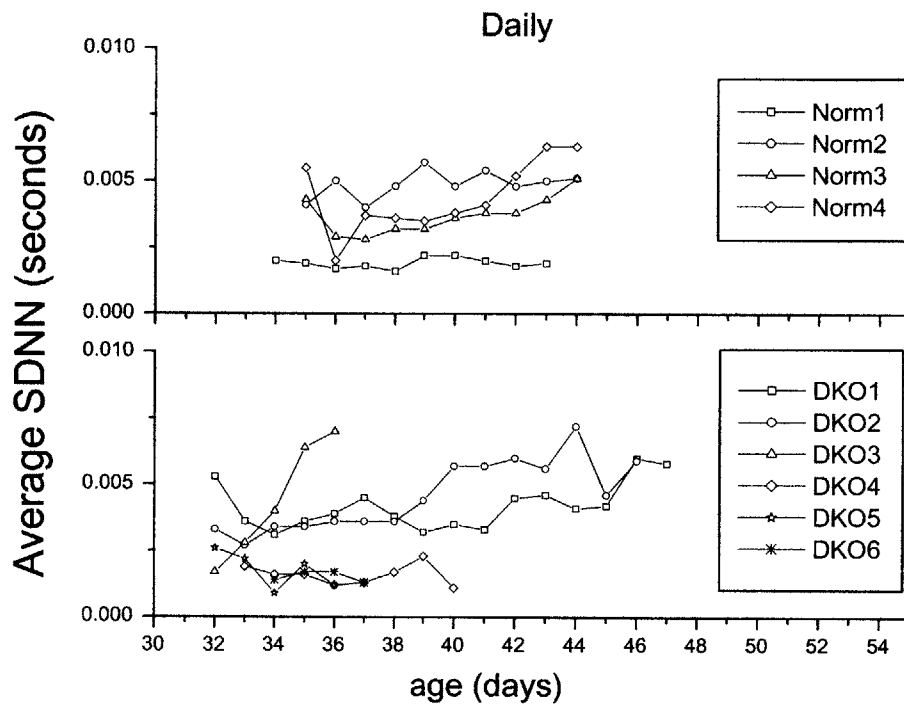 Daily
Average SDNN (seconds)
0.010
0.005
0.000
Norm1
Norm2
Norm3
Norm4
0.010
0.005
0.000
DKO1
DKO2
DKO3
DKO4
DKO5
DKO6
30 32 34 36 38 40 42 44 46 48 50 52 54
age (days)